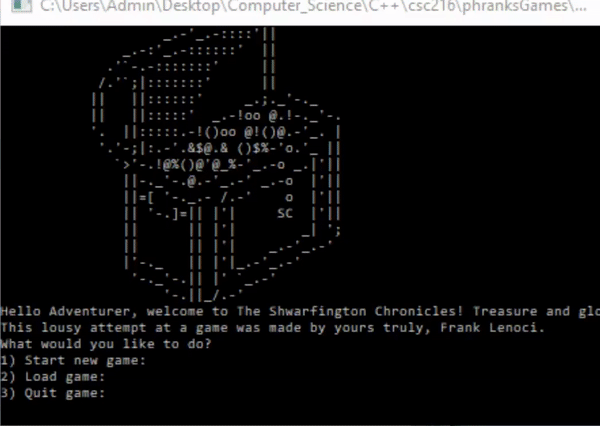 C:\Users\Admin\Desktop\Computer_Science\C++\csc216\phranksGames\...
SC
Hello Adventurer, welcome to The Shwarfington Chronicles! Treasure and glo
This lousy attempt at a game was made by yours truly, Frank Lenoci.
What would you like to do?
1) Start new game:
2) Load game:
3) Quit game: